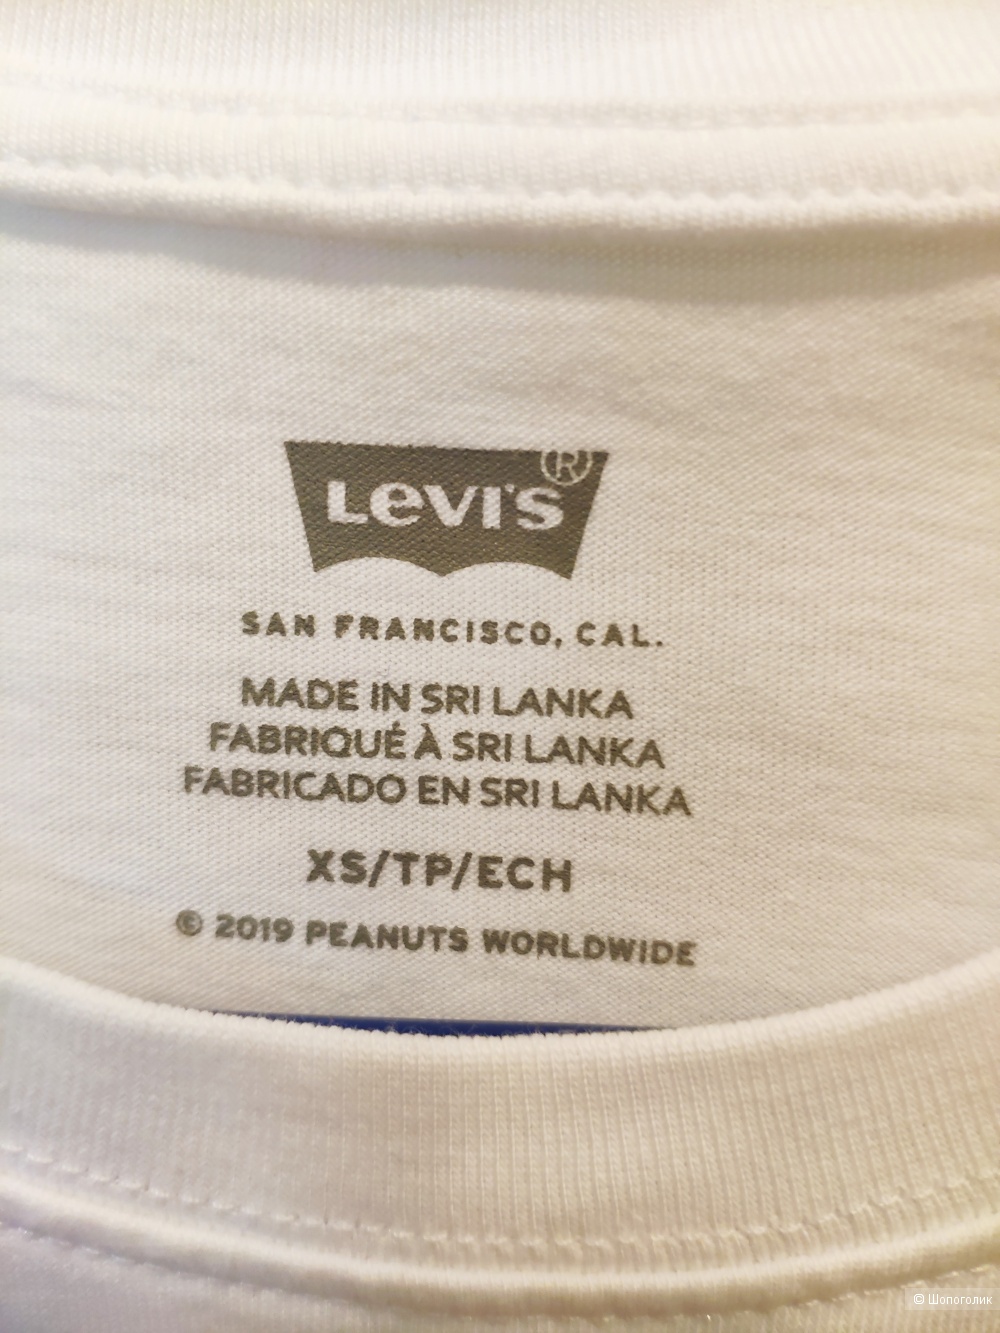 Levi's®
SAN FRANCISCO, CAL.
MADE IN SRI LANKA
FABRIQUÉ À SRI LANKA
FABRICADO EN SRI LANKA
XS/TP/ECH
© 2019 PEANUTS WORLDWIDE
© Шопоголик